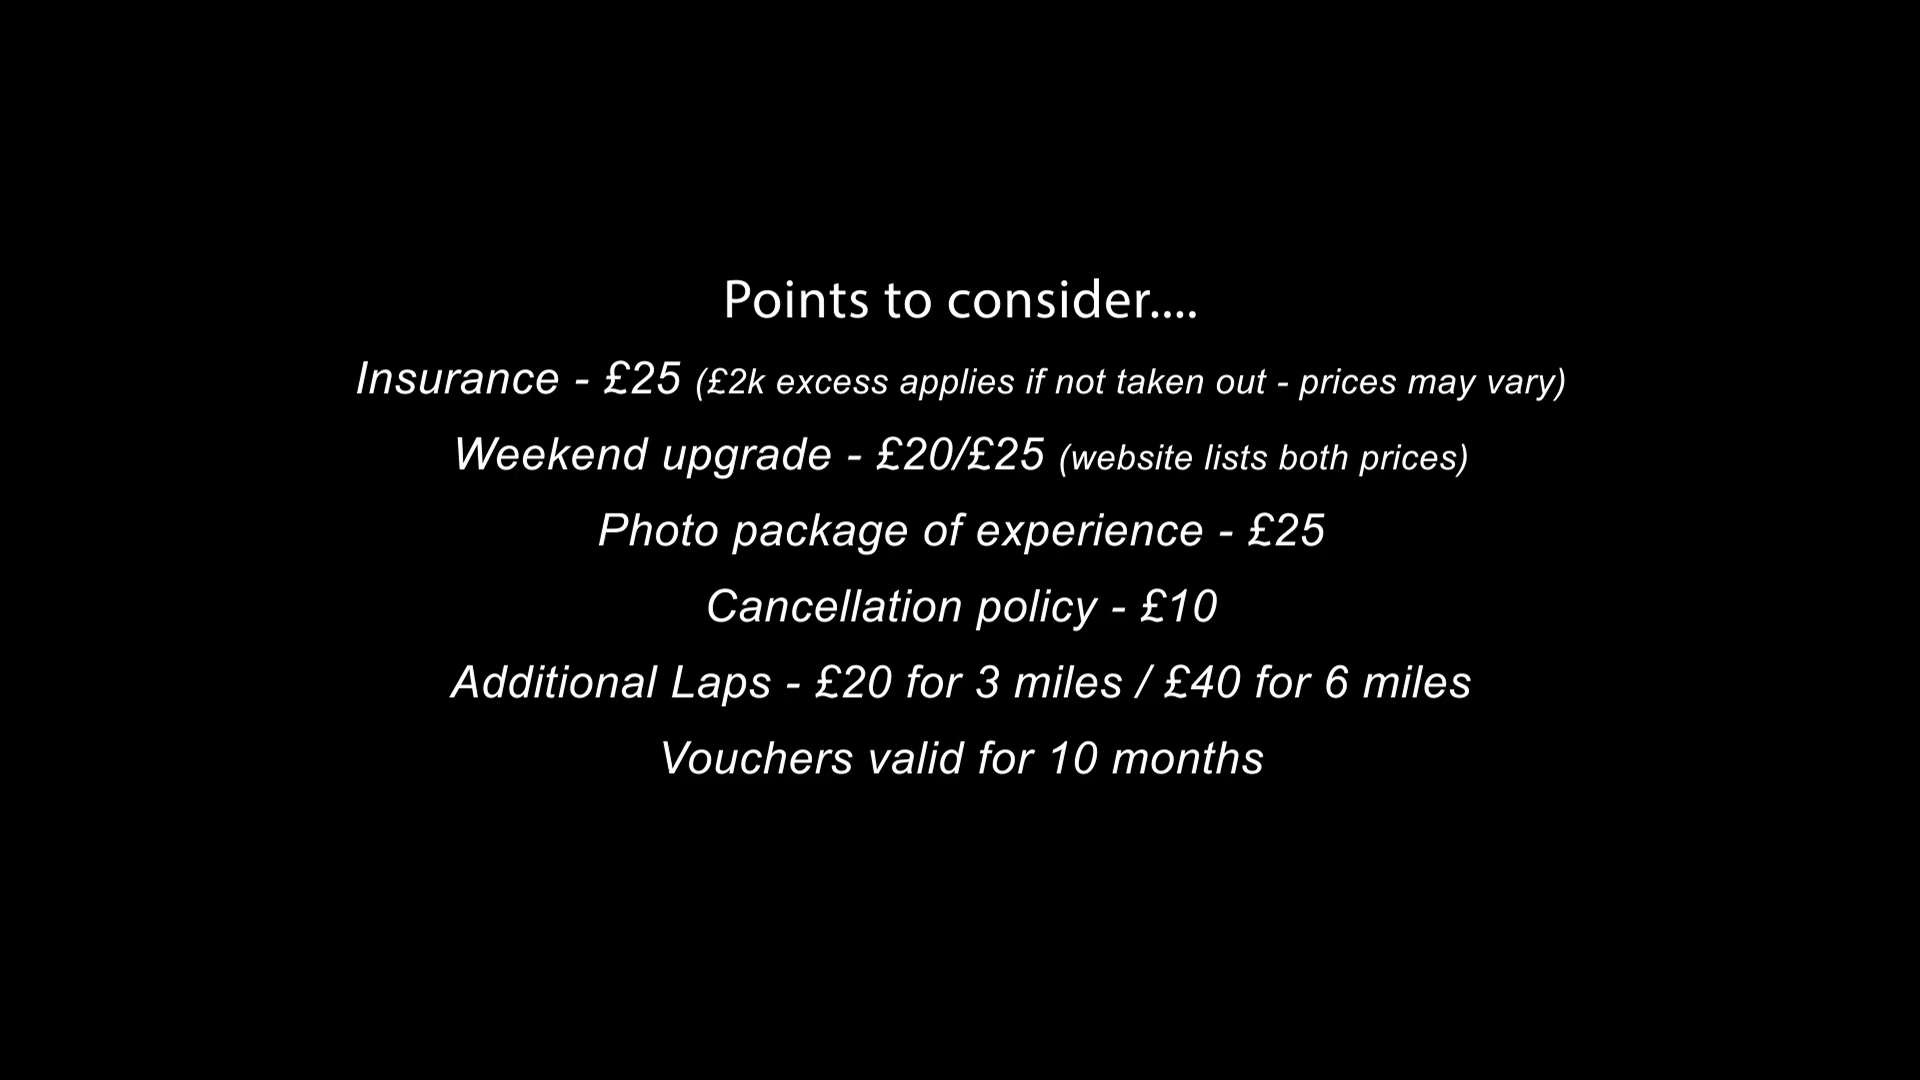 Points to consider....
Insurance - £25 (£2k excess applies if not taken out - prices may vary)
Weekend upgrade - £20/£25 (website lists both prices)
Photo package of experience - £25
Cancellation policy - £10
Additional Laps - £20 for 3 miles / £40 for 6 miles
Vouchers valid for 10 months